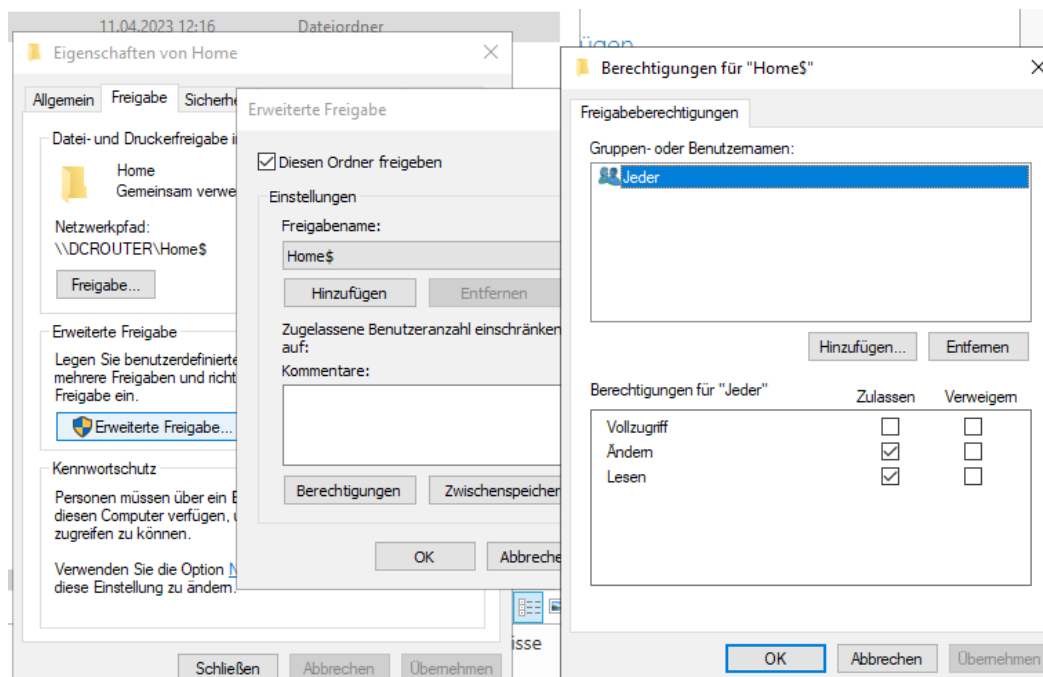 11.04.2023 12:16 Dateiordner
Eigenschaften von Home
Allgemein Freigabe
Datei- und Druckerfreigabe
Home
Gemeinsam
Netzwerkpfad:
\\DCROUTER\Home$
Freigabe...
Erweiterte Freigabe
Legen Sie benutzerdefinierte
mehrere Freigaben und
Freigabe ein.
Erweiterte Freigabe...
Kennwortschutz
Personen müssen über ein
diesen Computer verfügen,
zugreifen zu können.
Verwenden Sie die Option
diese Einstellung zu ändern.
Schließen Abbrechen Übernehmen
Erweiterte Freigabe
Diesen Ordner freigeben
Einstellungen
Freigabename:
Home$
Hinzufügen Entfernen
Zugelassene Benutzeranzahl einschränken
auf:
Kommentare:
Berechtigungen Zwischenspeicher
OK Abbreche
isse
Berechtigungen für "Home$"
Freigabeberechtigungen
Gruppen- oder Benutzernamen:
Jeder
Hinzufügen... Entfernen
Berechtigungen für "Jeder" Zulassen Verweigern
Vollzugriff
Ändern
Lesen
OK Abbrechen Übernehmen